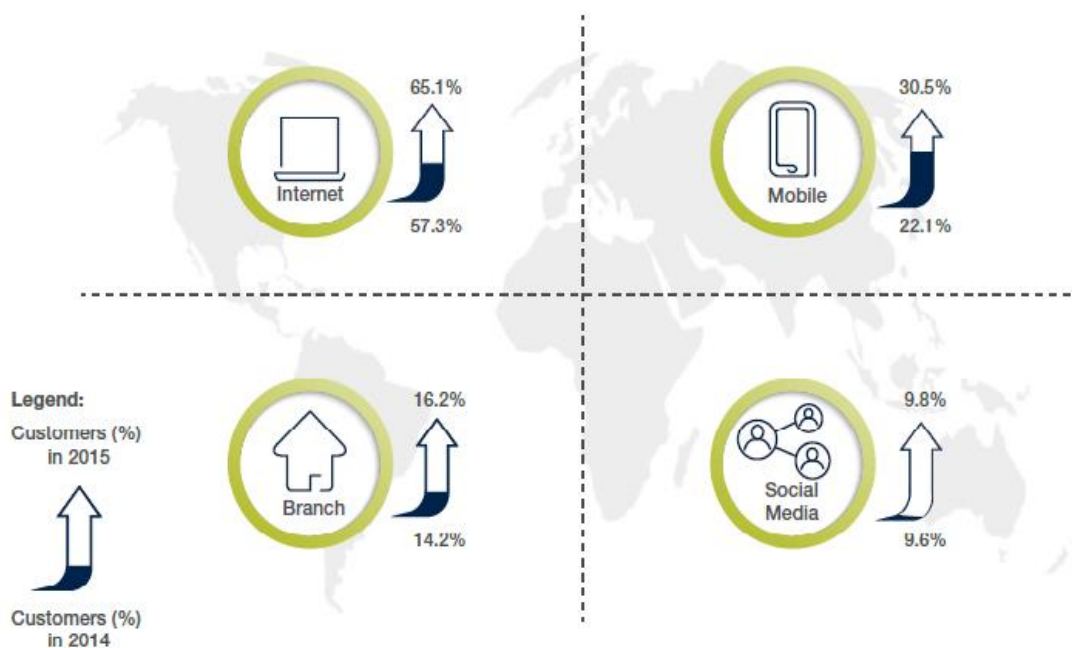 65.1%
Internet
57.3%
30.5%
Mobile
22.1%
Legend:
Customers (%)
in 2015
Customers (%)
in 2014
16.2%
Branch
14.2%
9.8%
Social
Media
9.6%